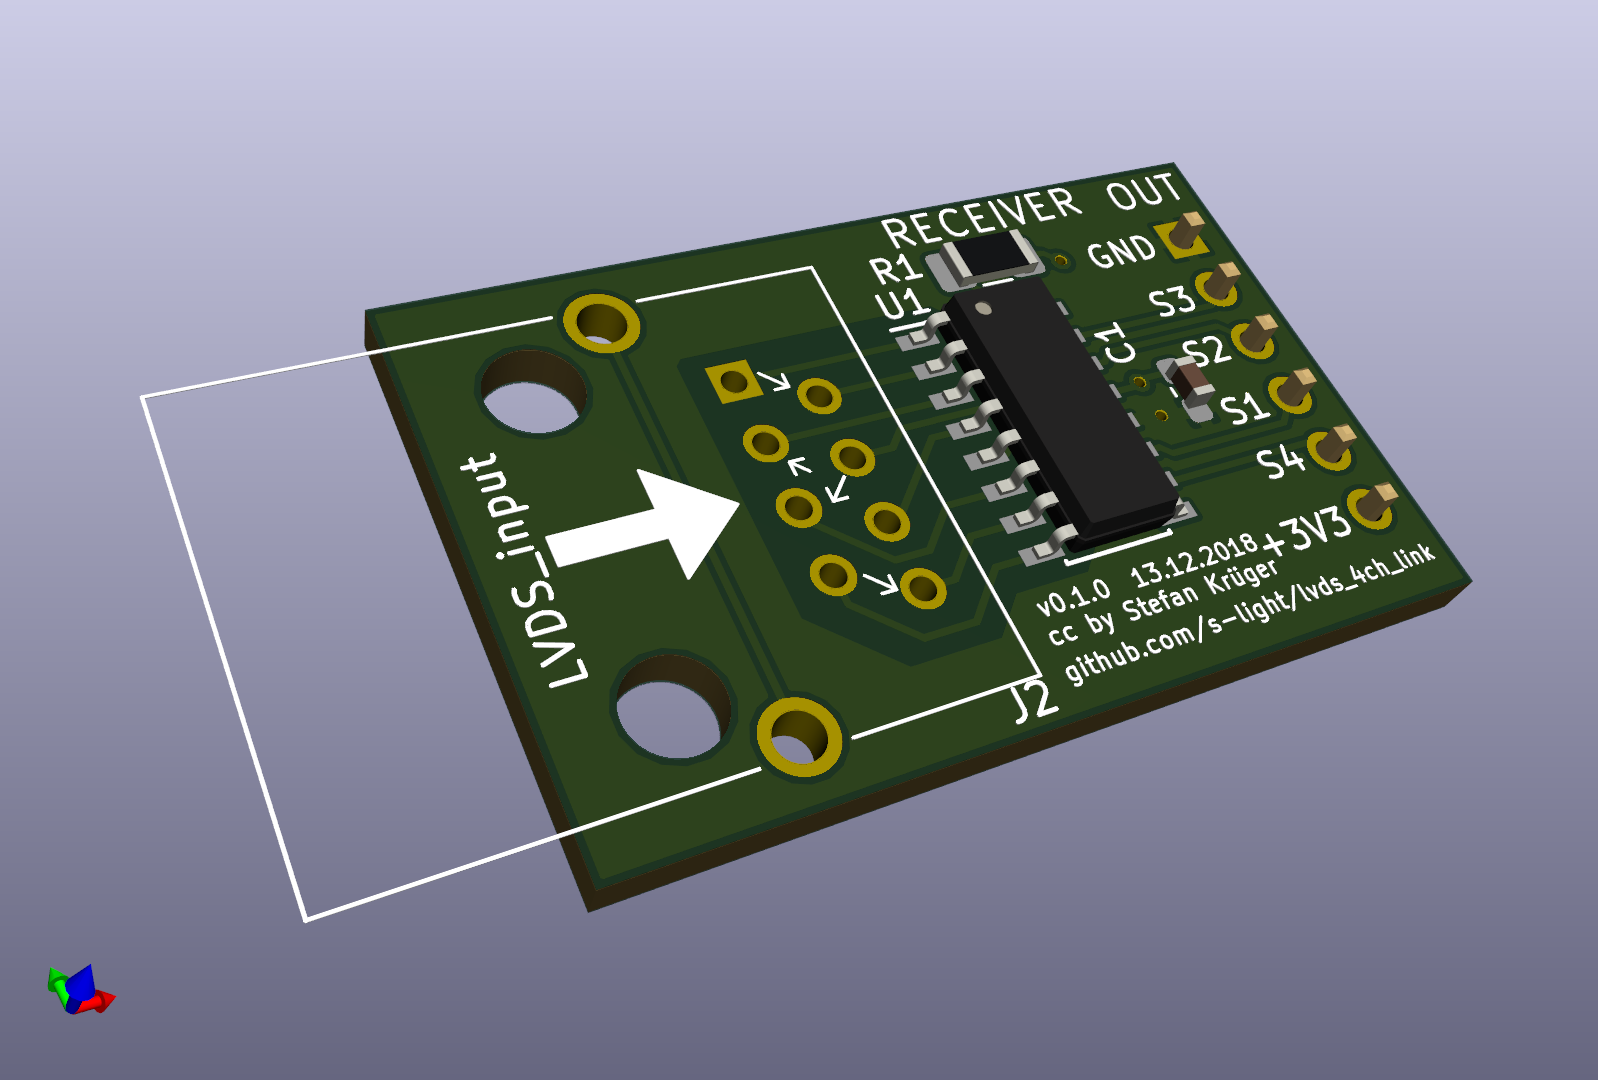 RECEIVER OUT
R1
GND
U1
S3
C1
S2
S1
S4
+3V3
LVDS_input
v0.1.0 13.12.2018
cc by Stefan Krüger
github.com/s-light/lvds_4ch_link
J2